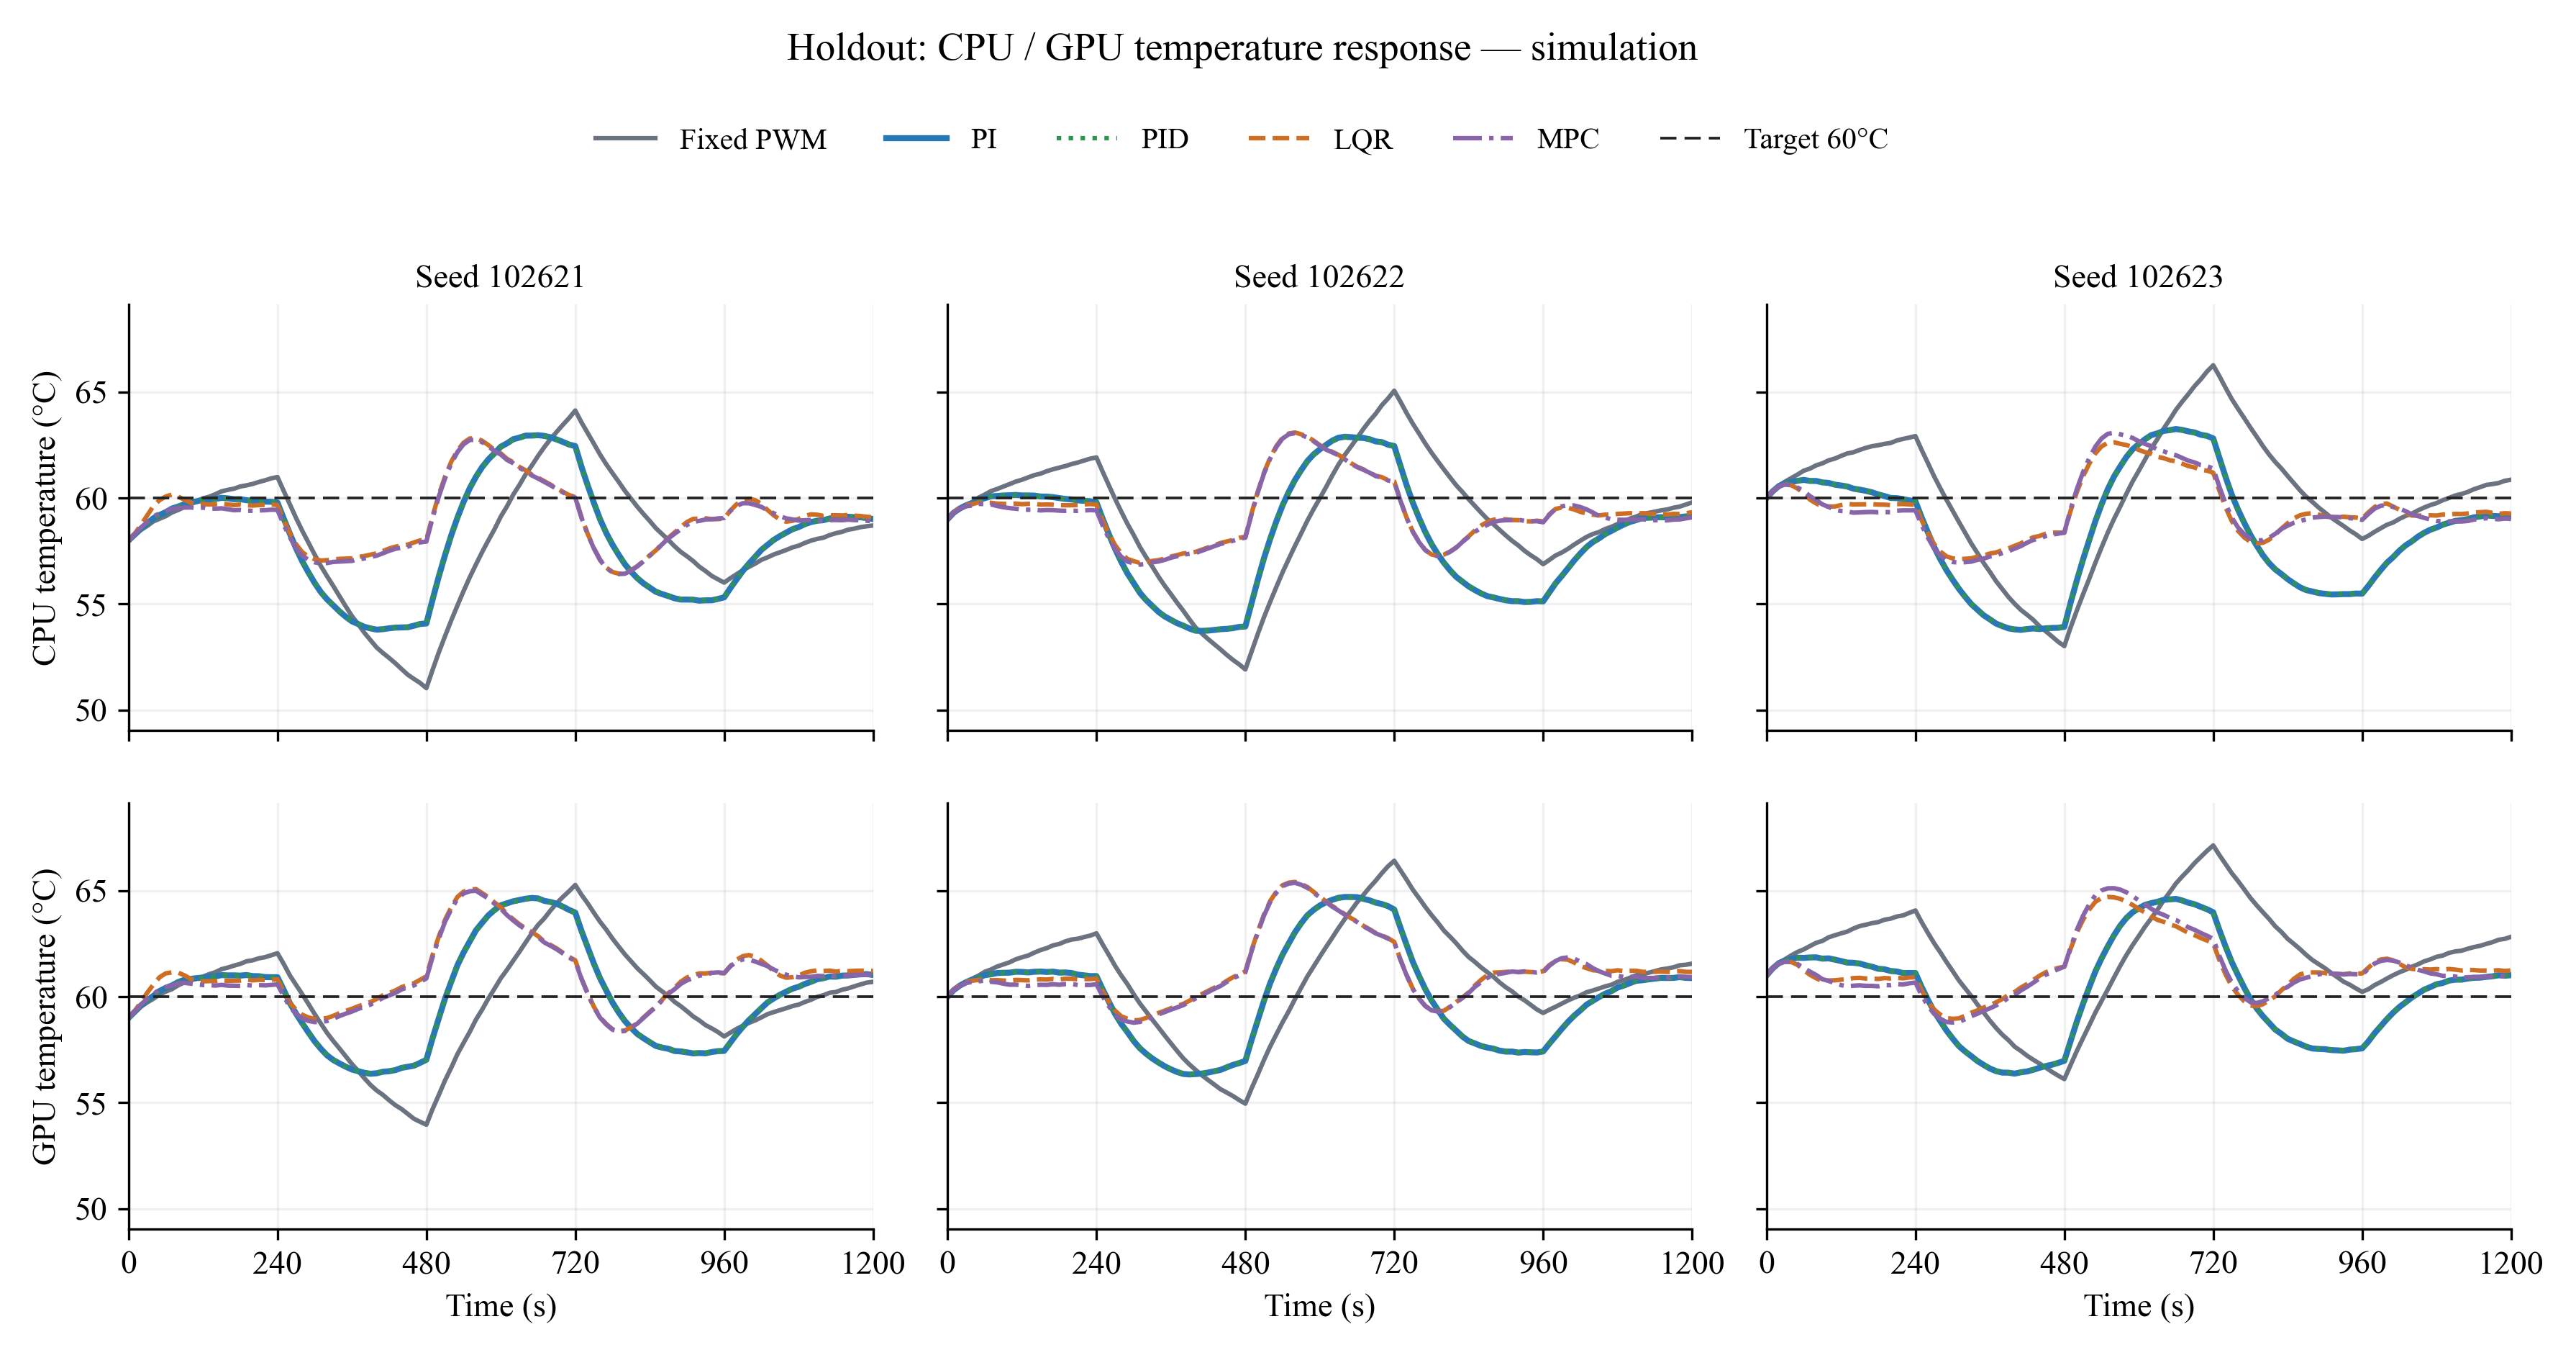 Holdout: CPU / GPU temperature response — simulation
Fixed PWM PI PID LQR MPC Target 60°C
Seed 102621 Seed 102622 Seed 102623
CPU temperature (°C)
65
60
55
50
GPU temperature (°C)
65
60
55
50
0 240 480 720 960 1200 0 240 480 720 960 1200 0 240 480 720 960 1200
Time (s) Time (s) Time (s)